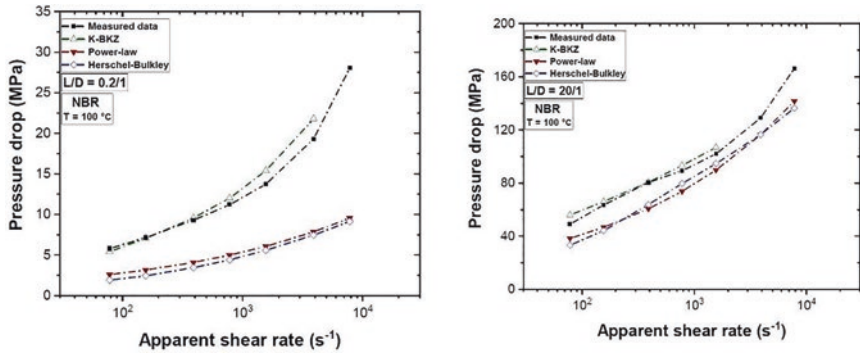 35
30
25
20
15
10
5
0
Pressure drop (MPa)
Measured data
K-BKZ
Power-law
Herschel-Bulkley
L/D = 0.2/1
NBR
T = 100 °C
10²
10³
10⁴
Apparent shear rate (s⁻¹)
200
160
120
80
40
0
Pressure drop (MPa)
Measured data
K-BKZ
Power-law
Herschel-Bulkley
L/D = 20/1
NBR
T = 100 °C
10²
10³
10⁴
Apparent shear rate (s⁻¹)